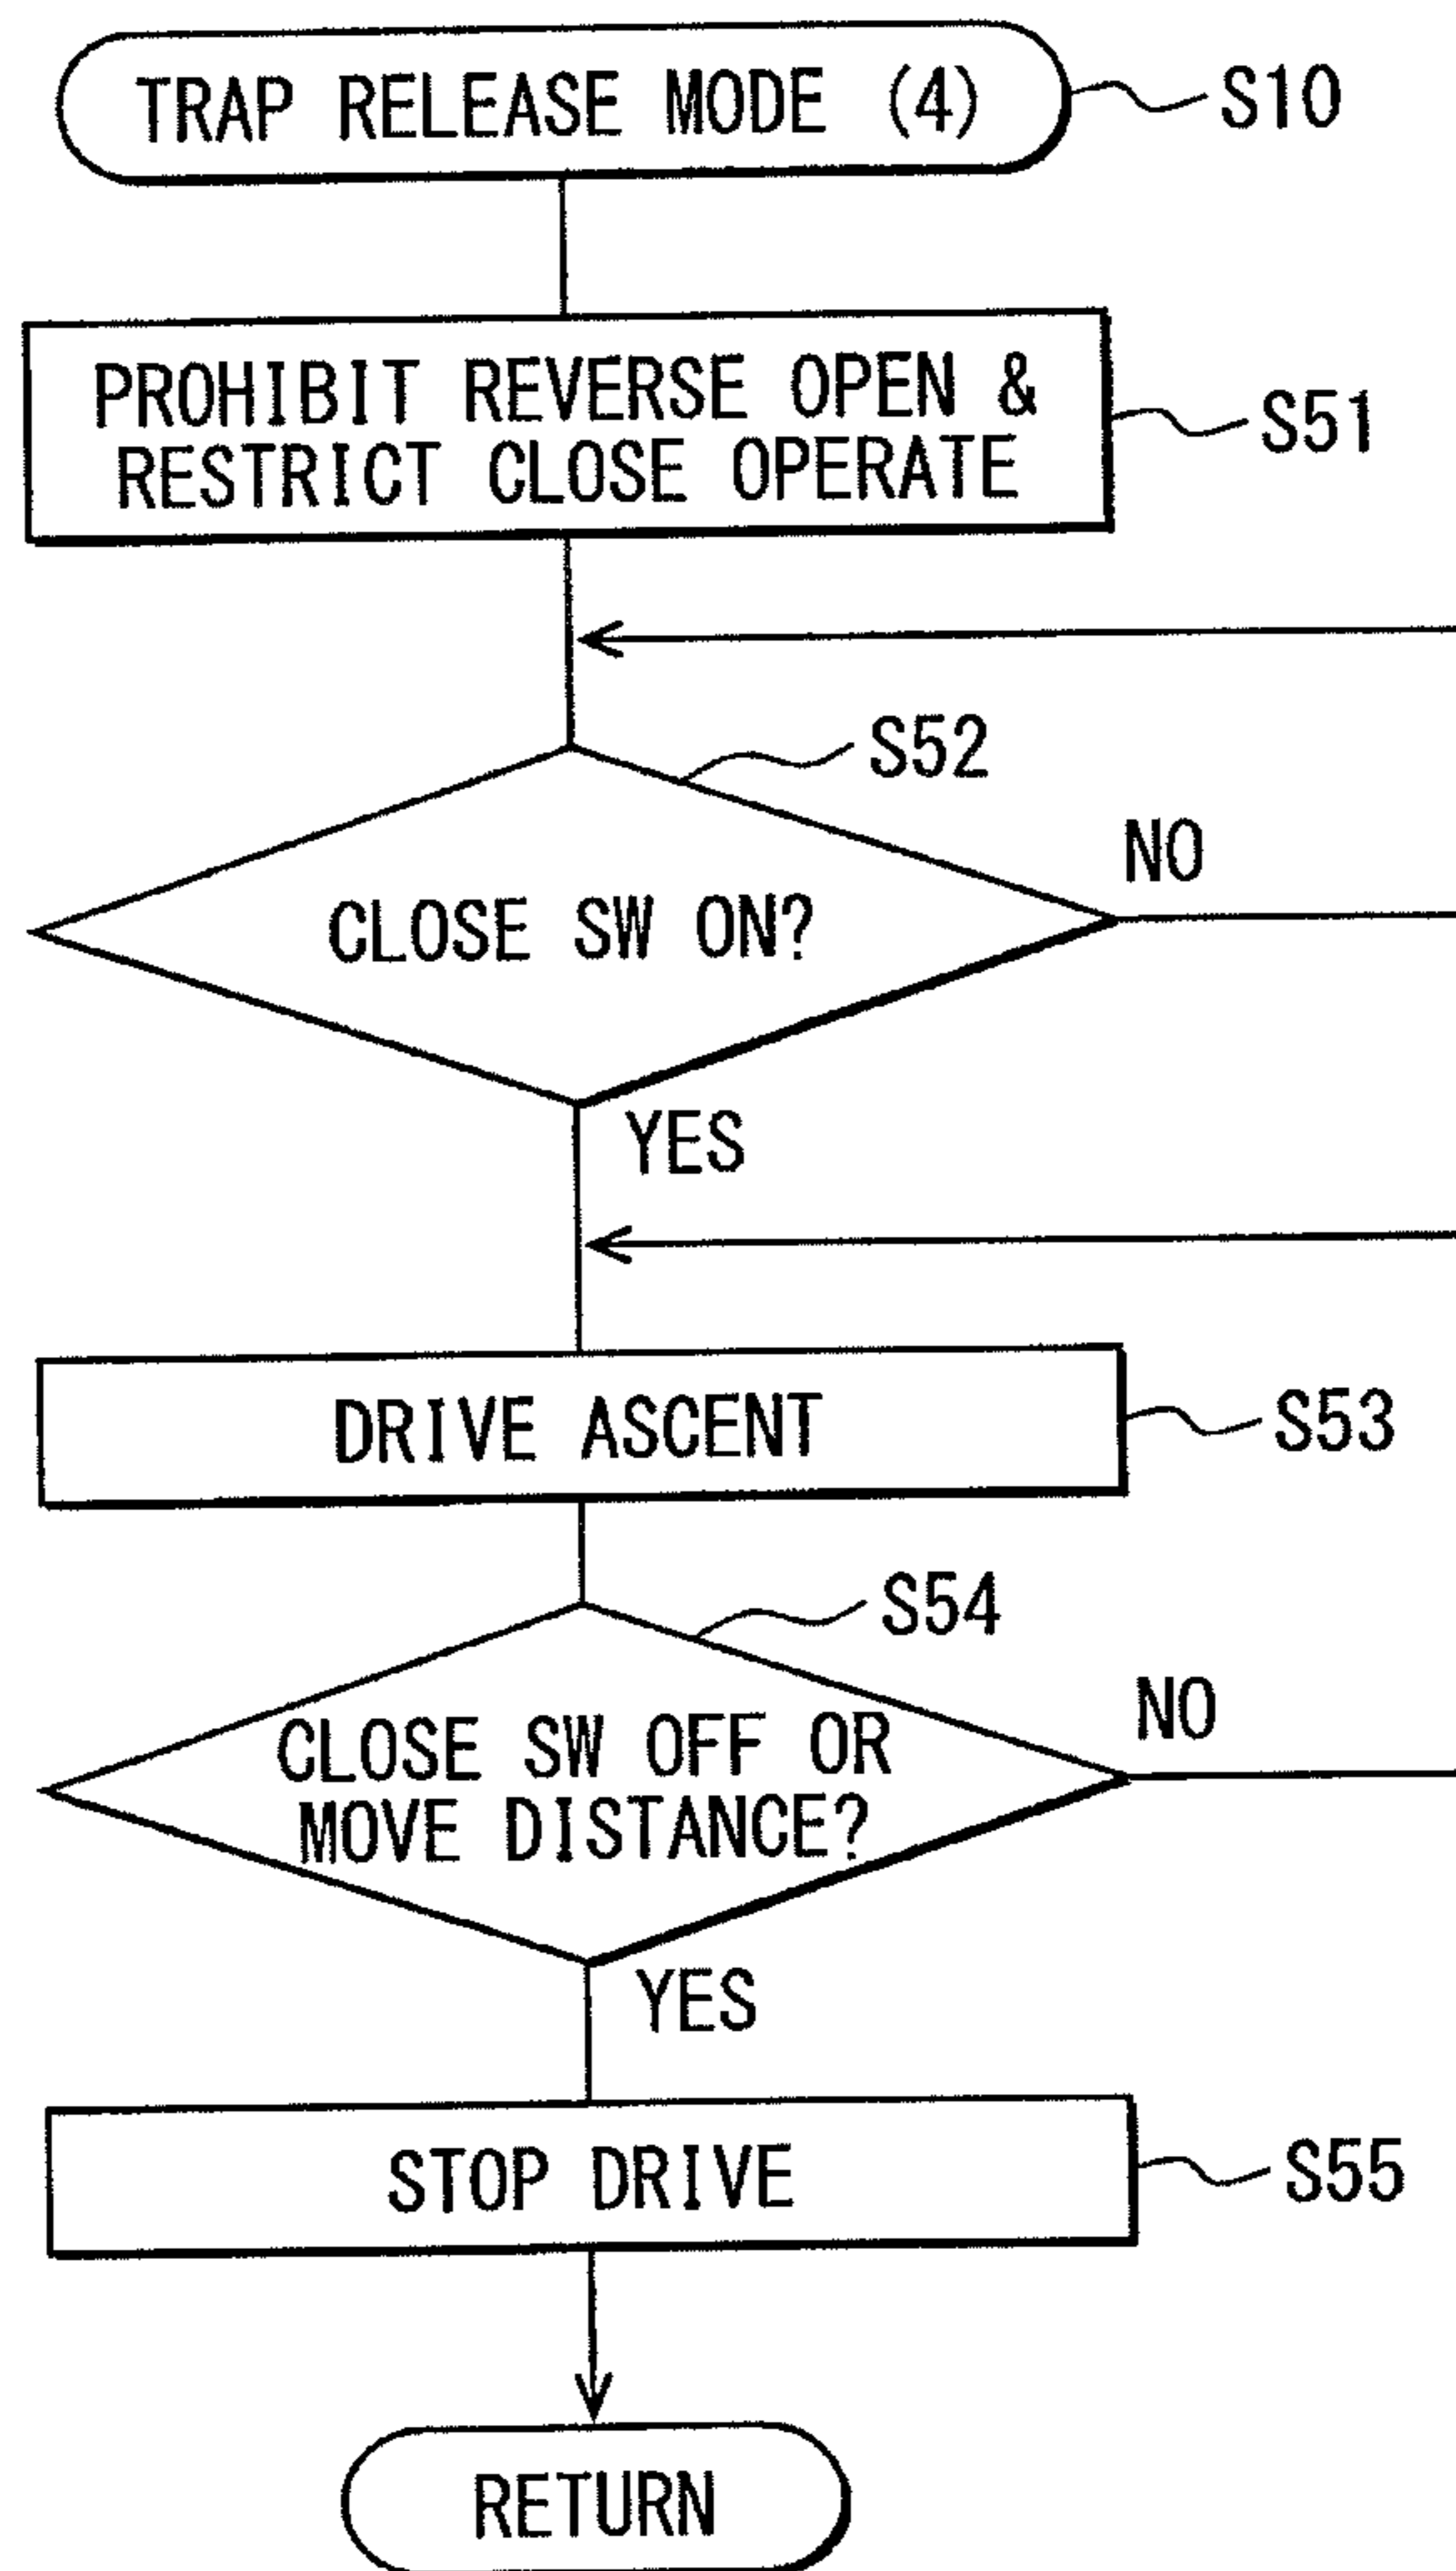 TRAP RELEASE MODE (4)
S10
PROHIBIT REVERSE OPEN &
RESTRICT CLOSE OPERATE
S51
S52
CLOSE SW ON?
NO
YES
DRIVE ASCENT
S53
S54
CLOSE SW OFF OR
MOVE DISTANCE?
NO
YES
STOP DRIVE
S55
RETURN